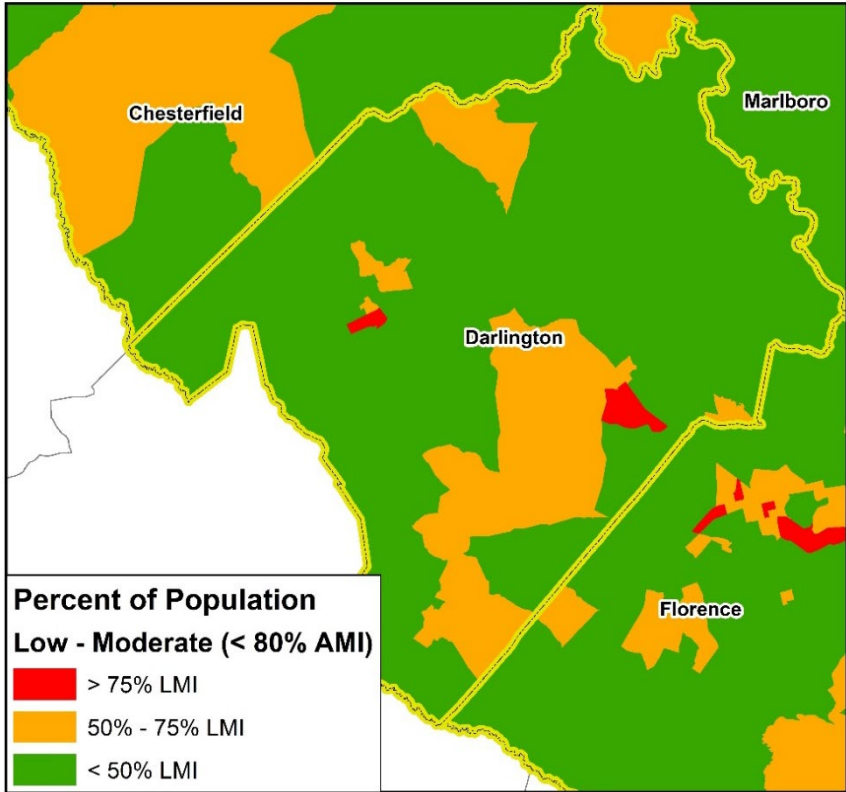 Chesterfield
Marlboro
Darlington
Florence
Percent of Population
Low - Moderate (< 80% AMI)
> 75% LMI
50% - 75% LMI
< 50% LMI